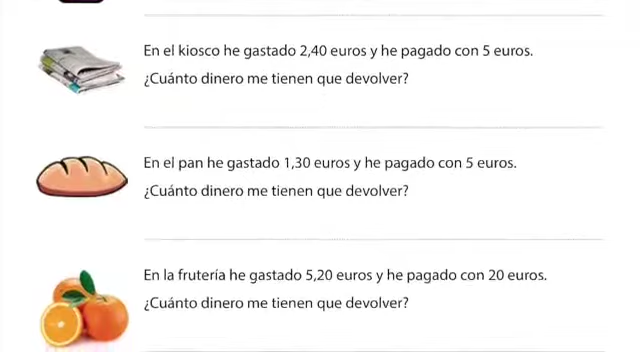 En el kiosco he gastado 2,40 euros y he pagado con 5 euros.
¿Cuánto dinero me tienen que devolver?
En el pan he gastado 1,30 euros y he pagado con 5 euros.
¿Cuánto dinero me tienen que devolver?
En la frutería he gastado 5,20 euros y he pagado con 20 euros.
¿Cuánto dinero me tienen que devolver?